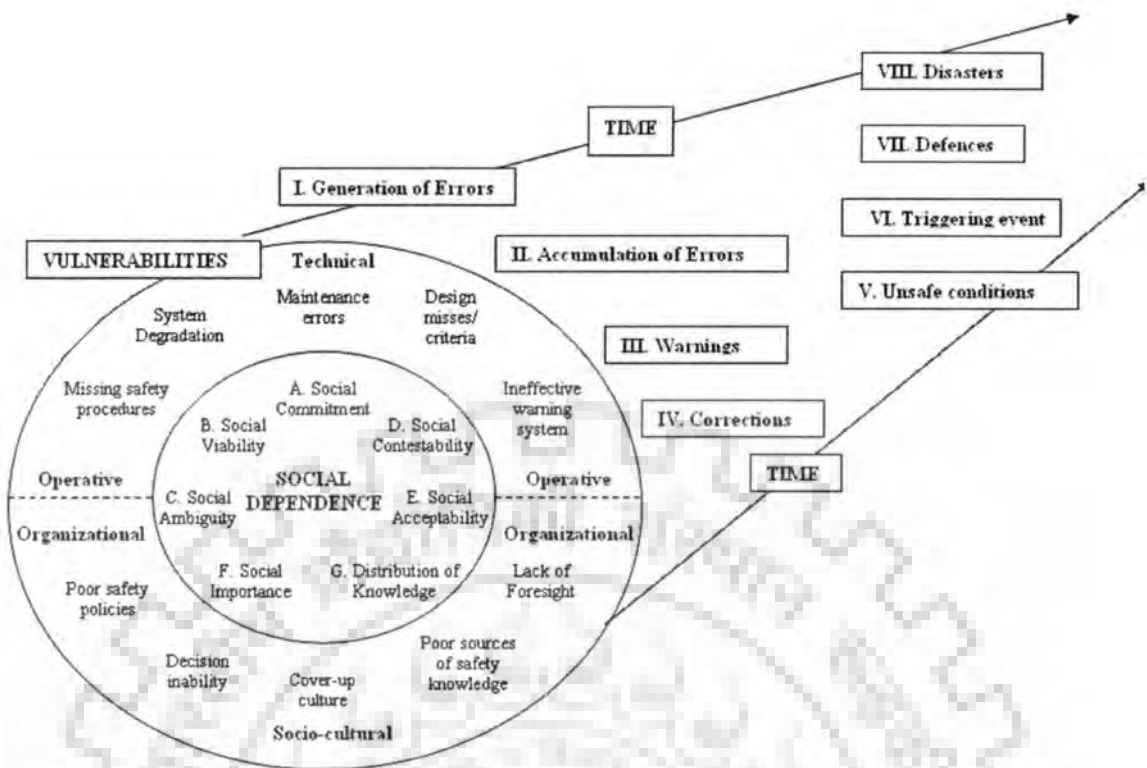 VIII. Disasters
TIME
VII. Defences
I. Generation of Errors
VI. Triggering event
VULNERABILITIES
Technical
II. Accumulation of Errors
V. Unsafe conditions
System
Degradation
Maintenance
errors
Design
misses/
criteria
III. Warnings
Missing safety
procedures
A. Social
Commitment
Ineffective
warning
system
B. Social
Viability
D. Social
Contestability
IV. Corrections
TIME
Operative
SOCIAL
DEPENDENCE
Operative
C. Social
Ambiguity
E. Social
Acceptability
Organizational
Organizational
Poor safety
policies
F. Social
Importance
G. Distribution of
Knowledge
Lack of
Foresight
Decision
inability
Cover-up
culture
Poor sources
of safety
knowledge
Socio-cultural